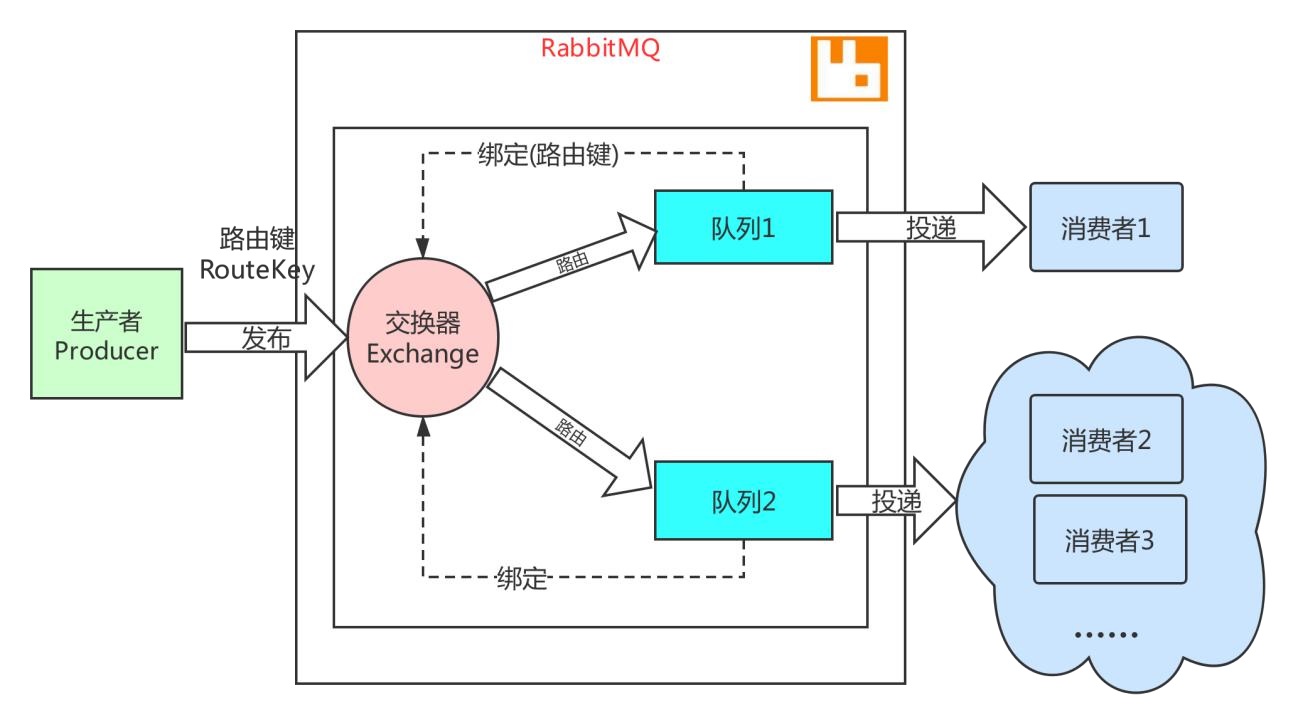 RabbitMQ
绑定(路由键)
路由键
RouteKey
生产者
Producer
发布
交换器
Exchange
路由
队列1
投递
消费者1
路由
队列2
投递
绑定
消费者2
消费者3
······